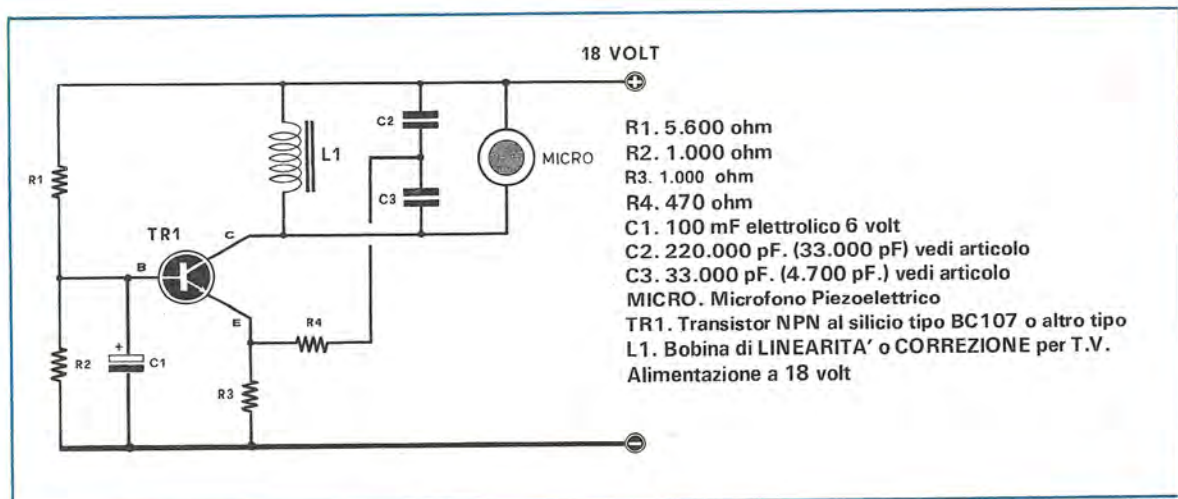 18 VOLT
+
R1
TR1
B
C
E
R2
+
C1
R3
R4
L1
C2
C3
MICRO
−
R1. 5.600 ohm
R2. 1.000 ohm
R3. 1.000 ohm
R4. 470 ohm
C1. 100 mF elettrolico 6 volt
C2. 220.000 pF. (33.000 pF) vedi articolo
C3. 33.000 pF. (4.700 pF.) vedi articolo
MICRO. Microfono Piezoelettrico
TR1. Transistor NPN al silicio tipo BC107 o altro tipo
L1. Bobina di LINEARITA' o CORREZIONE per T.V.
Alimentazione a 18 volt